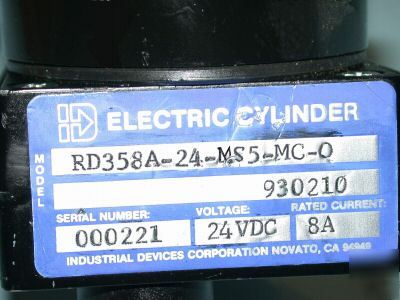 ID ELECTRIC CYLINDER
MODEL
RD358A-24-MS5-MC-O
930210
SERIAL NUMBER: VOLTAGE: RATED CURRENT:
000221 24VDC 8A
INDUSTRIAL DEVICES CORPORATION NOVATO, CA 94949